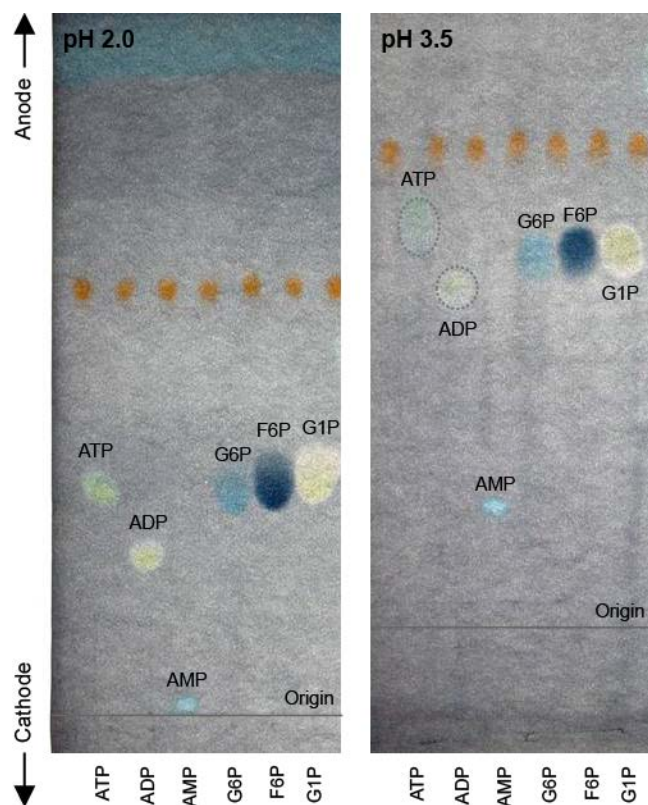 Anode
Cathode
pH 2.0
ATP
ADP
AMP
G6P
F6P
G1P
Origin
ATP
ADP
AMP
G6P
F6P
G1P
pH 3.5
ATP
ADP
AMP
G6P
F6P
G1P
Origin
ATP
ADP
AMP
G6P
F6P
G1P